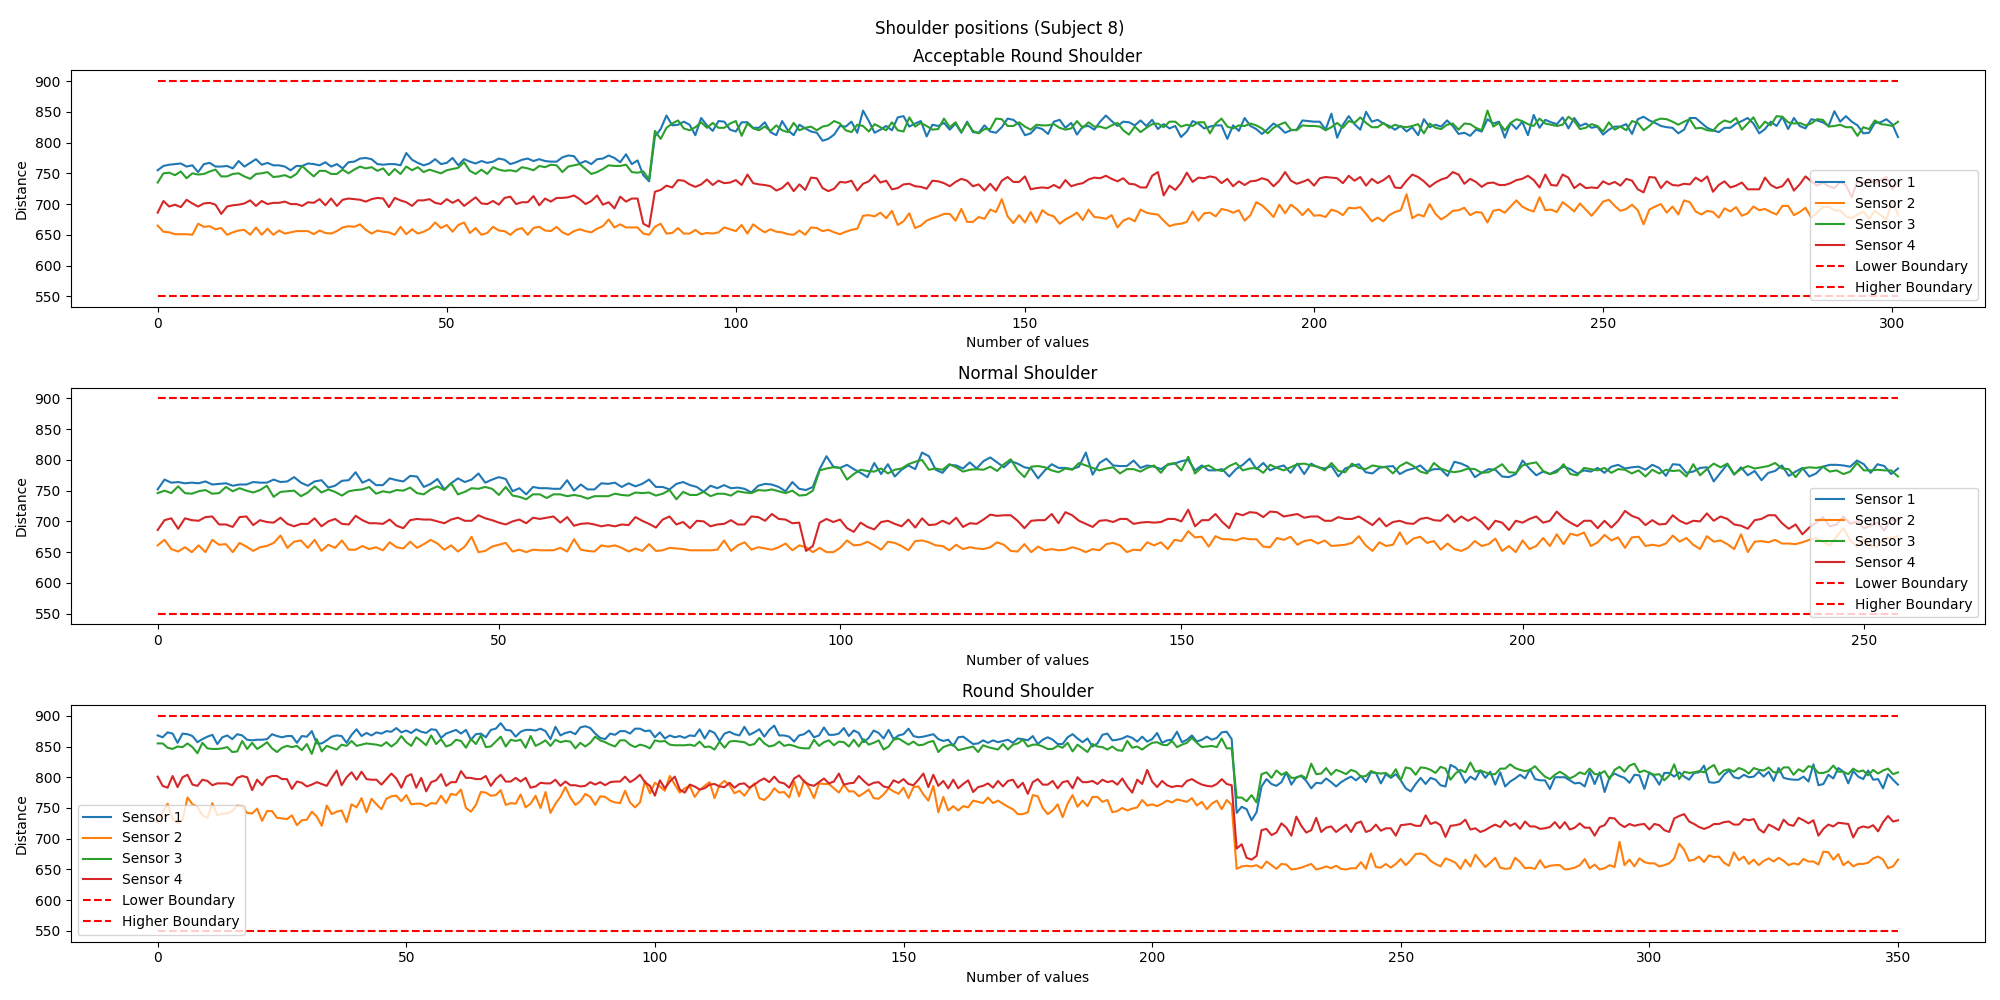 Shoulder positions (Subject 8)
Acceptable Round Shoulder
900
850
800
750
700
650
600
550
Distance
0 50 100 150 200 250 300
Number of values
Sensor 1
Sensor 2
Sensor 3
Sensor 4
Lower Boundary
Higher Boundary
Normal Shoulder
900
850
800
750
700
650
600
550
Distance
0 50 100 150 200 250
Number of values
Sensor 1
Sensor 2
Sensor 3
Sensor 4
Lower Boundary
Higher Boundary
Round Shoulder
900
850
800
750
700
650
600
550
Distance
0 50 100 150 200 250 300 350
Number of values
Sensor 1
Sensor 2
Sensor 3
Sensor 4
Lower Boundary
Higher Boundary